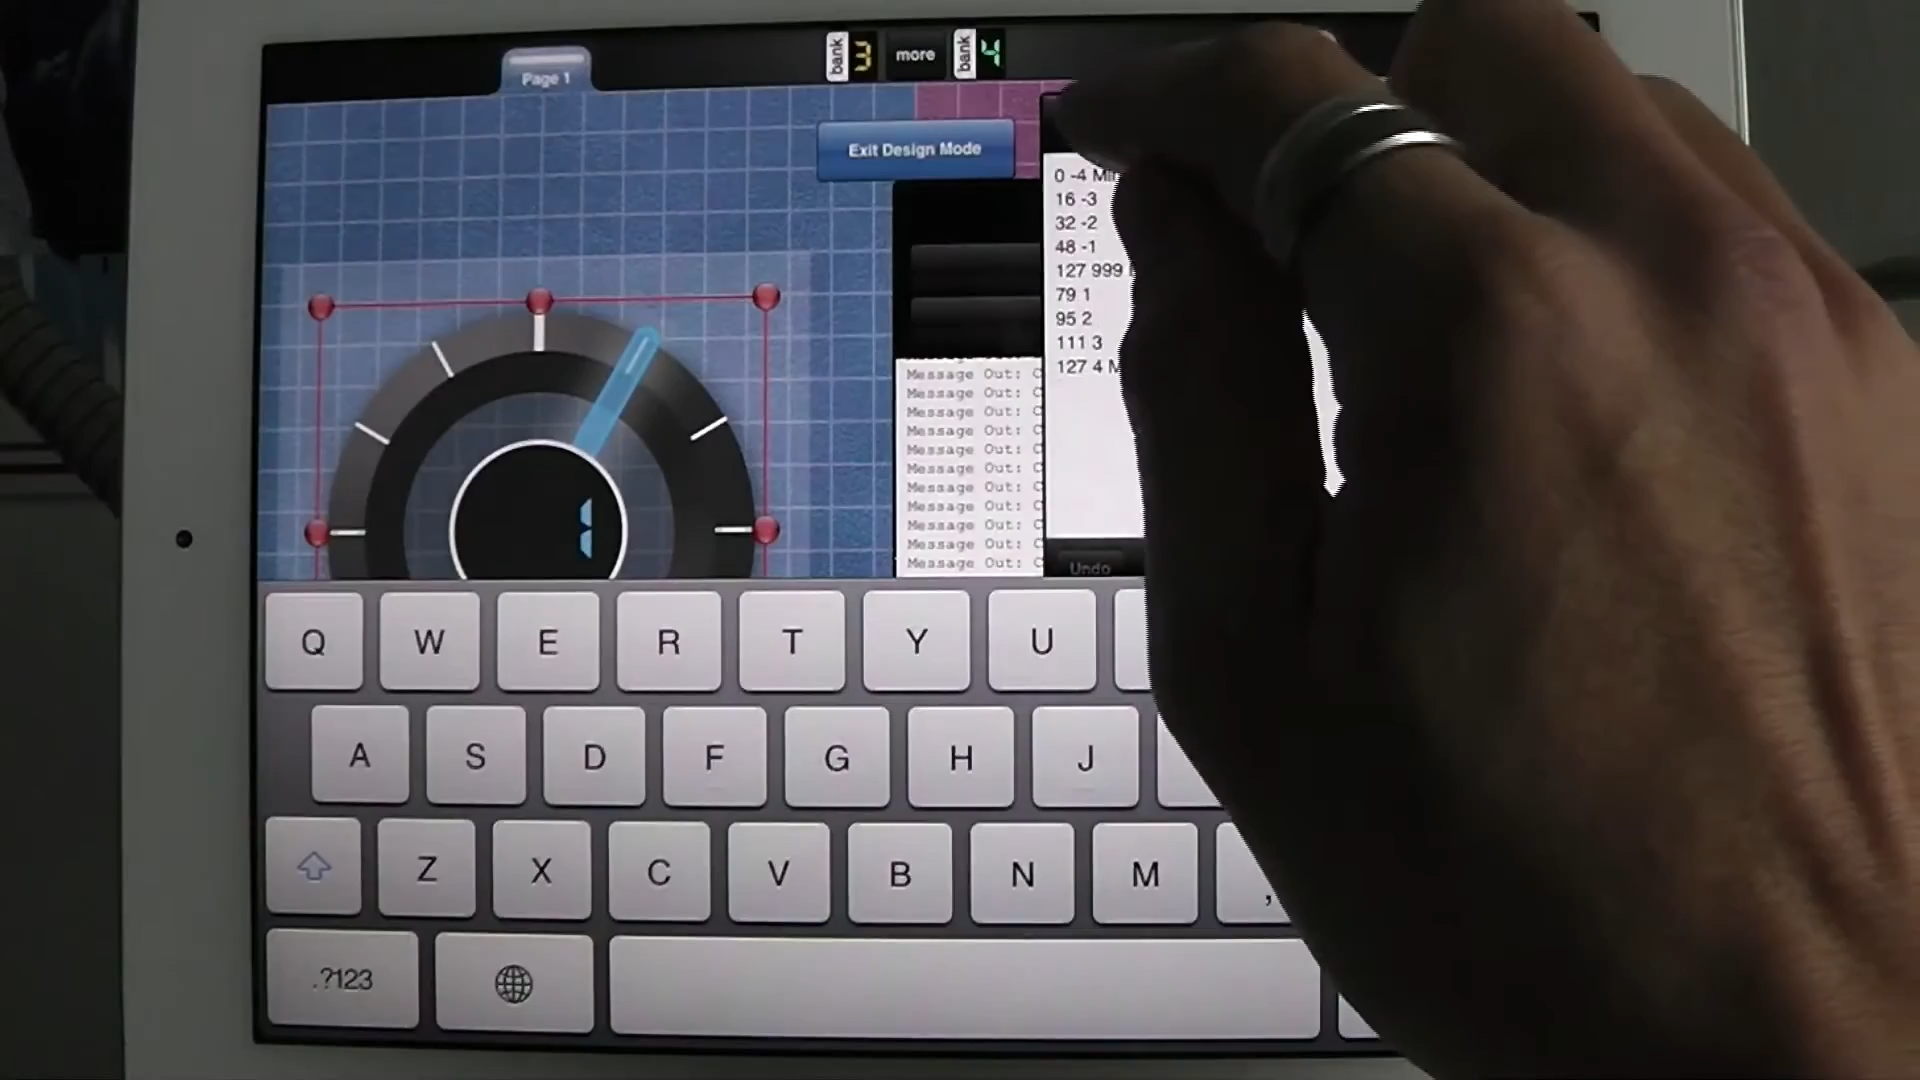 Page 1
bank 3 more bank 4
Exit Design Mode
0 -4
16 -3
32 -2
48 -1
127 999
79 1
95 2
111 3
127 4
Message Out:
Message Out:
Message Out:
Message Out:
Message Out:
Message Out:
Message Out:
Message Out:
Message Out:
Message Out:
Message Out:
Undo
1
Q W E R T Y U
A S D F G H J
Z X C V B N M ,
.?123